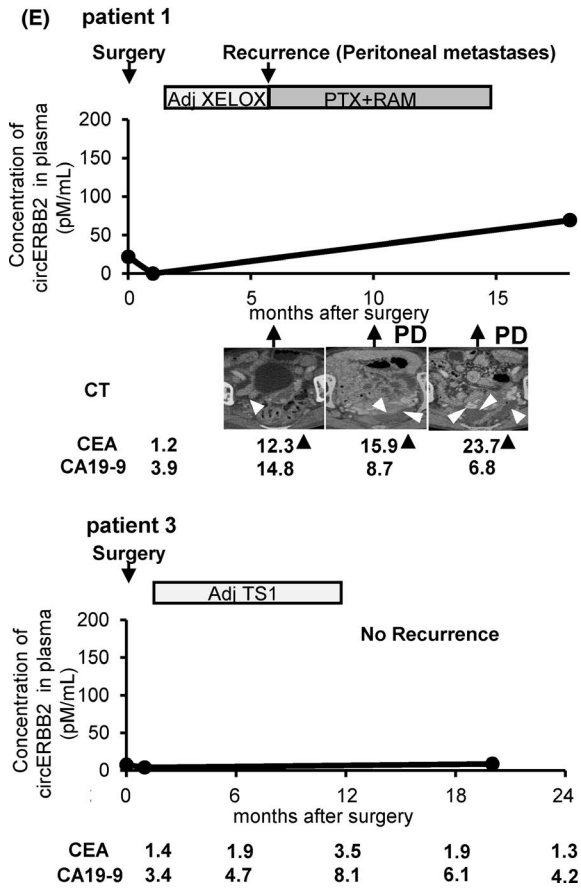 (E) patient 1
Surgery Recurrence (Peritoneal metastases)
Adj XELOX PTX+RAM
Concentration of
circERBB2 in plasma
(pM/mL)
200
150
100
50
0
0 5 10 15
months after surgery
PD PD
CT
CEA 1.2 12.3 15.9 23.7
CA19-9 3.9 14.8 8.7 6.8
patient 3
Surgery
Adj TS1
No Recurrence
Concentration of
circERBB2 in plasma
(pM/mL)
200
150
100
50
0
0 6 12 18 24
months after surgery
CEA 1.4 1.9 3.5 1.9 1.3
CA19-9 3.4 4.7 8.1 6.1 4.2